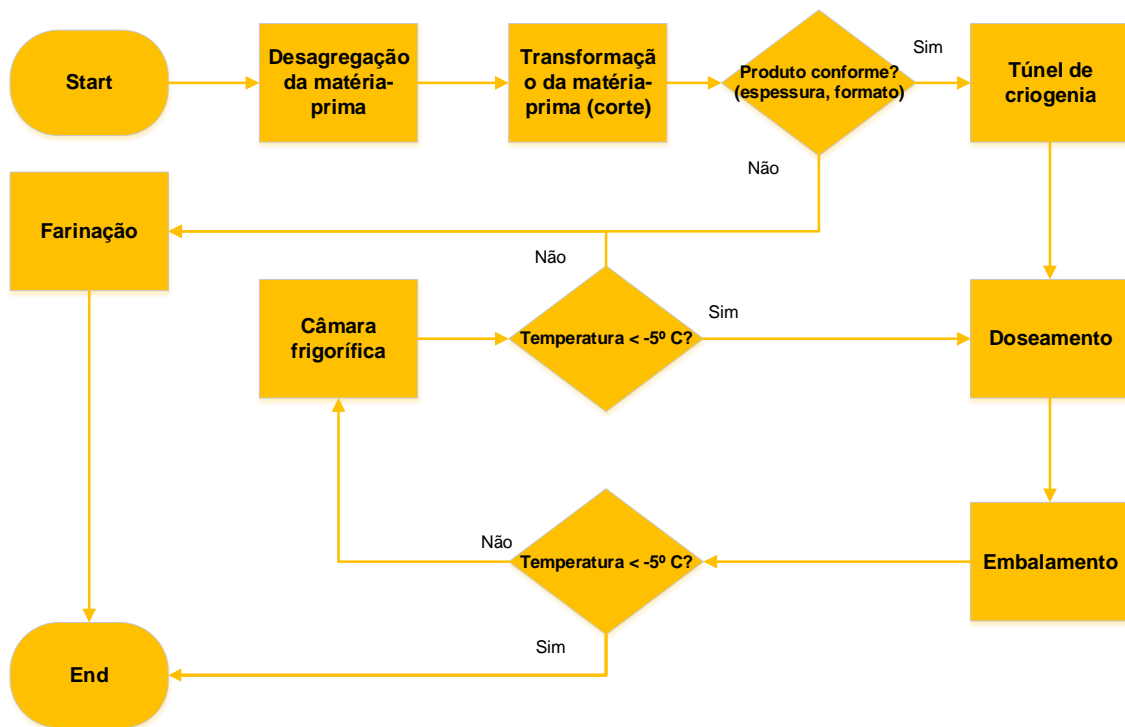 Start
Desagregação
da matéria-
prima
Transformaçã
o da matéria-
prima (corte)
Produto conforme?
(espessura, formato)
Sim
Túnel de
criogenia
Não
Farinação
Não
Câmara
frigorífica
Temperatura < -5º C?
Sim
Doseamento
Não
Temperatura < -5º C?
Embalamento
Sim
End